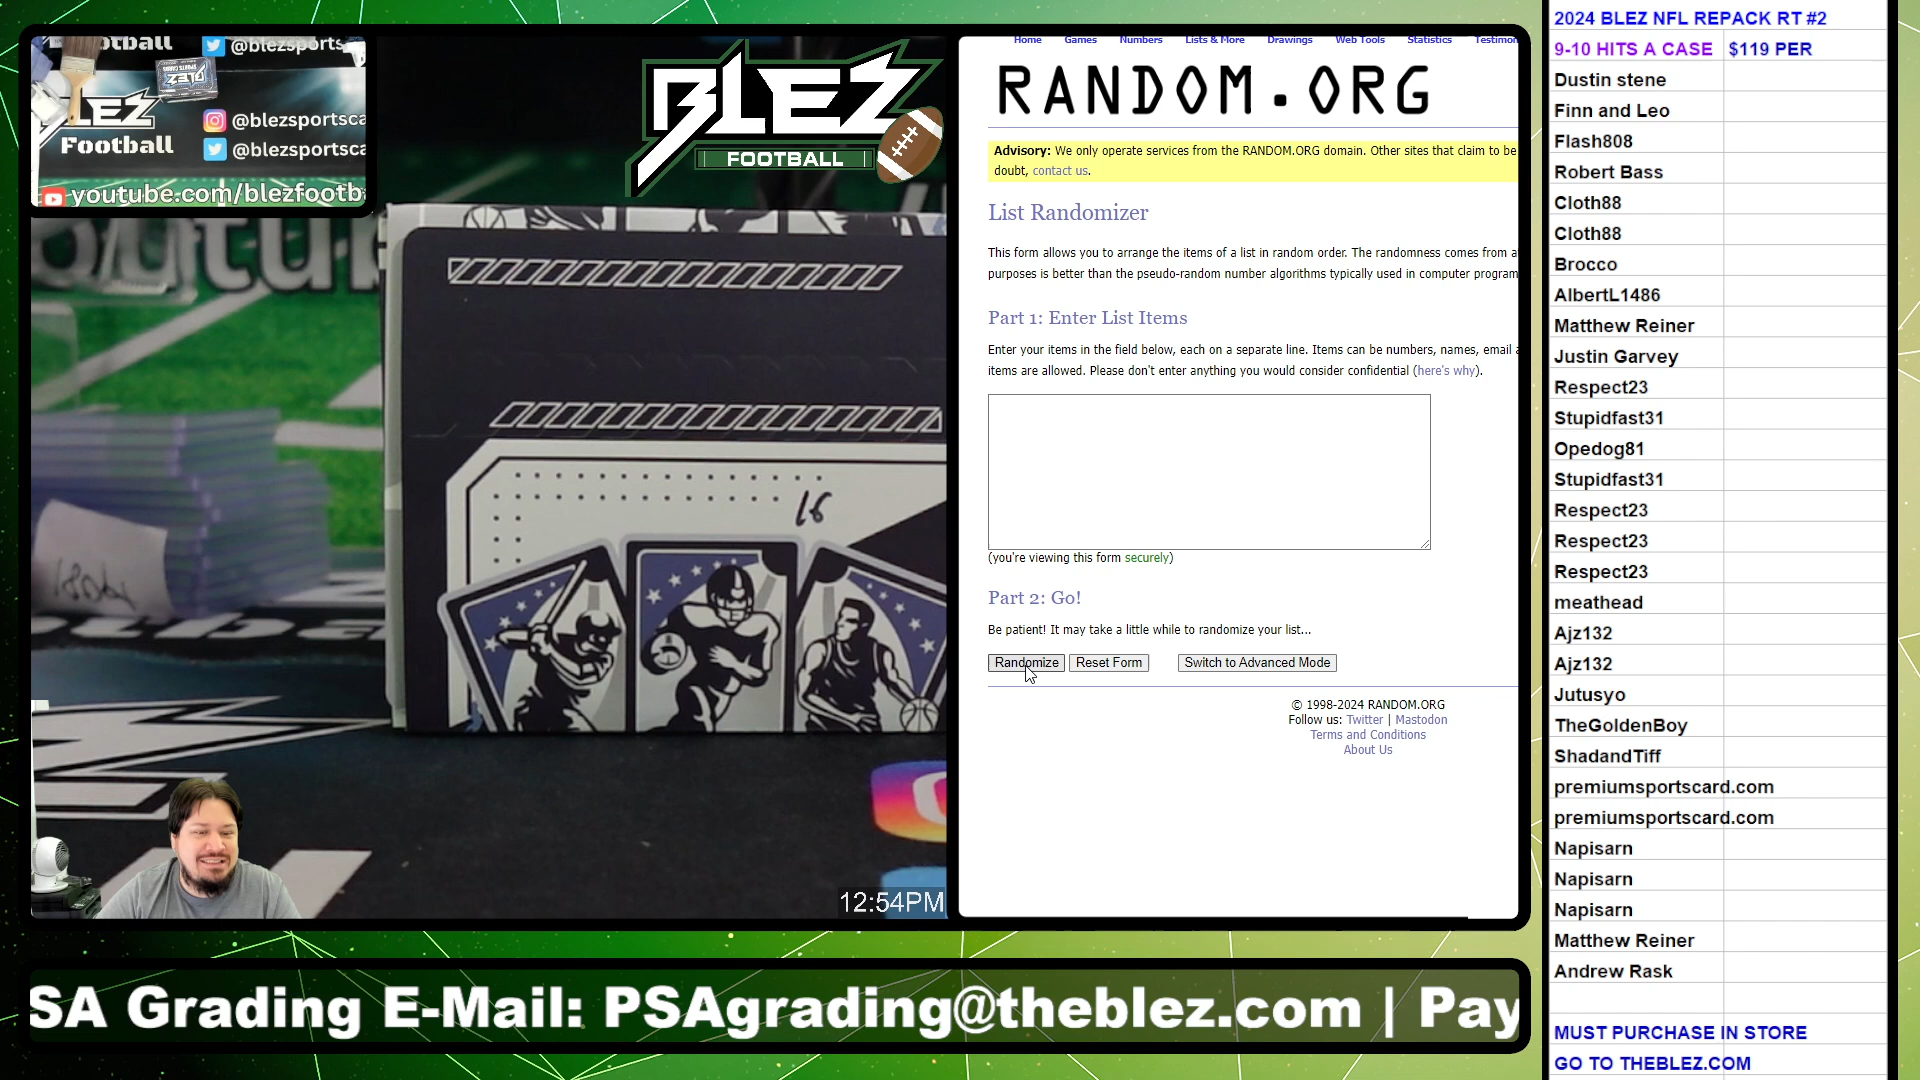 otball
@blezsports
BLEZ
BLEZ
Football
@blezsportsca
@blezsportsca
youtube.com/blezfootb
BLEZ
FOOTBALL
16
12:54PM
Home Games Numbers Lists & More Drawings Web Tools Statistics Testimon
RANDOM.ORG
Advisory: We only operate services from the RANDOM.ORG domain. Other sites that claim to be
doubt, contact us.
List Randomizer
This form allows you to arrange the items of a list in random order. The randomness comes from a
purposes is better than the pseudo-random number algorithms typically used in computer program
Part 1: Enter List Items
Enter your items in the field below, each on a separate line. Items can be numbers, names, email a
items are allowed. Please don't enter anything you would consider confidential (here's why).
(you're viewing this form securely)
Part 2: Go!
Be patient! It may take a little while to randomize your list...
Randomize Reset Form Switch to Advanced Mode
© 1998-2024 RANDOM.ORG
Follow us: Twitter | Mastodon
Terms and Conditions
About Us
2024 BLEZ NFL REPACK RT #2
9-10 HITS A CASE $119 PER
Dustin stene
Finn and Leo
Flash808
Robert Bass
Cloth88
Cloth88
Brocco
AlbertL1486
Matthew Reiner
Justin Garvey
Respect23
Stupidfast31
Opedog81
Stupidfast31
Respect23
Respect23
Respect23
meathead
Ajz132
Ajz132
Jutusyo
TheGoldenBoy
ShadandTiff
premiumsportscard.com
premiumsportscard.com
Napisarn
Napisarn
Napisarn
Matthew Reiner
Andrew Rask
MUST PURCHASE IN STORE
GO TO THEBLEZ.COM
SA Grading E-Mail: PSAgrading@theblez.com | Pay